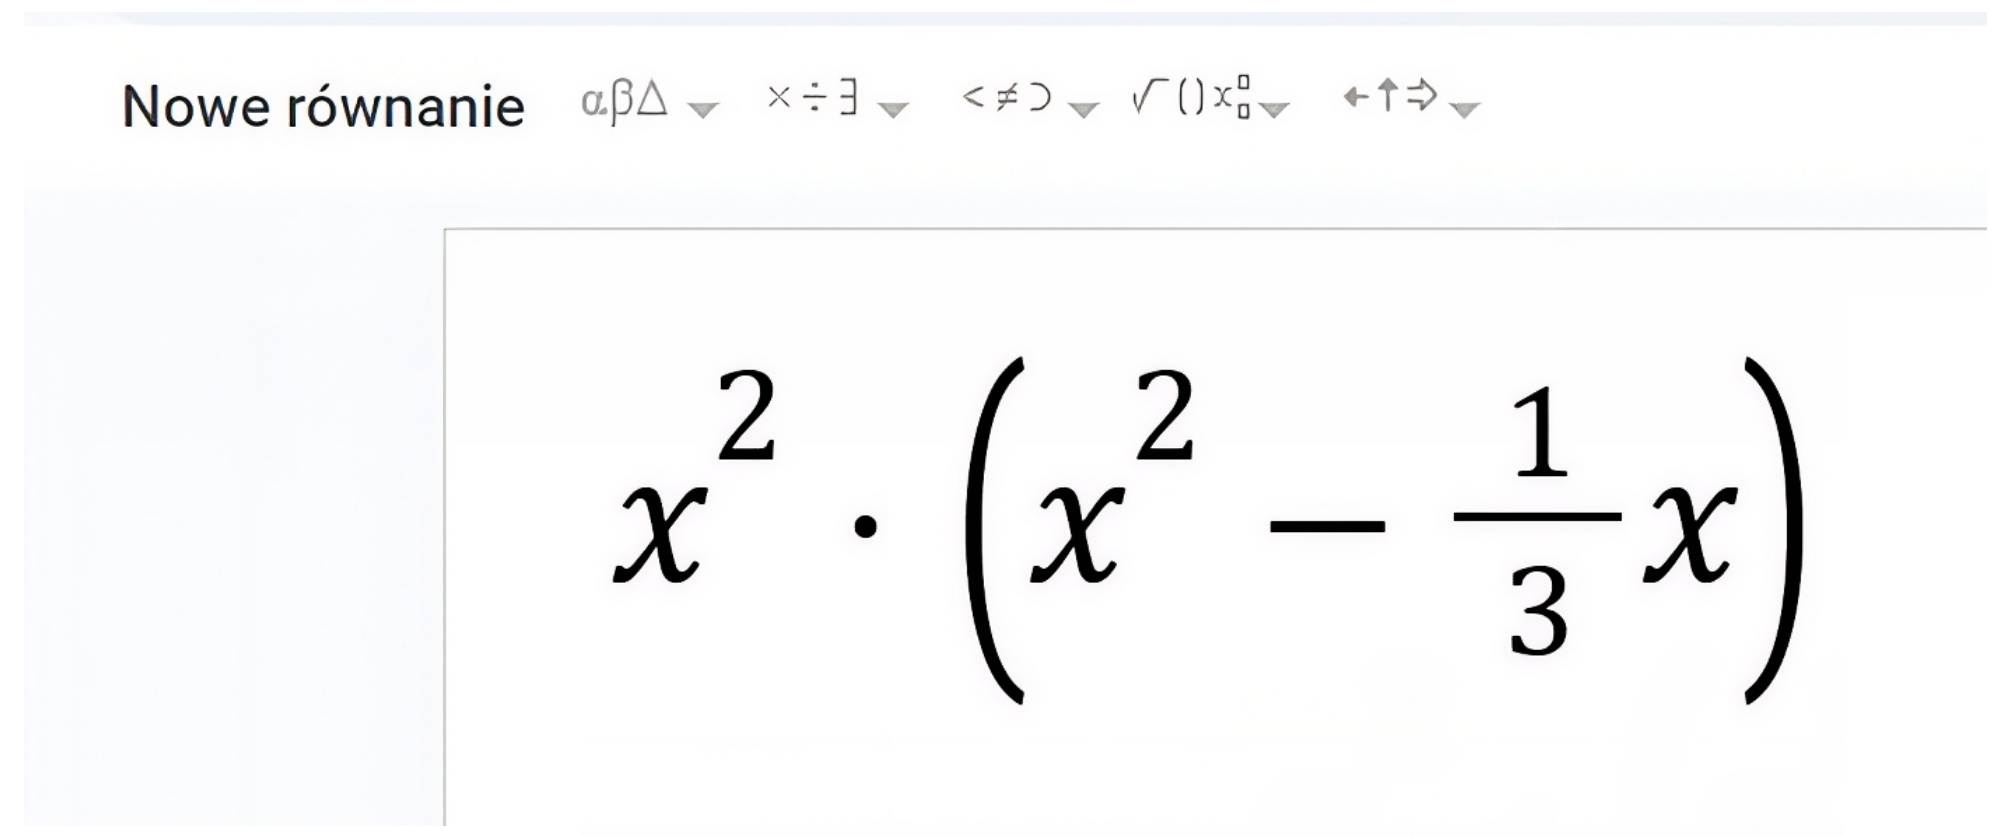 Nowe równanie αβΔ ×÷∃ <≠⊃ √()x▯▯ ←↑⇨
x² · (x² − 1/3 x)